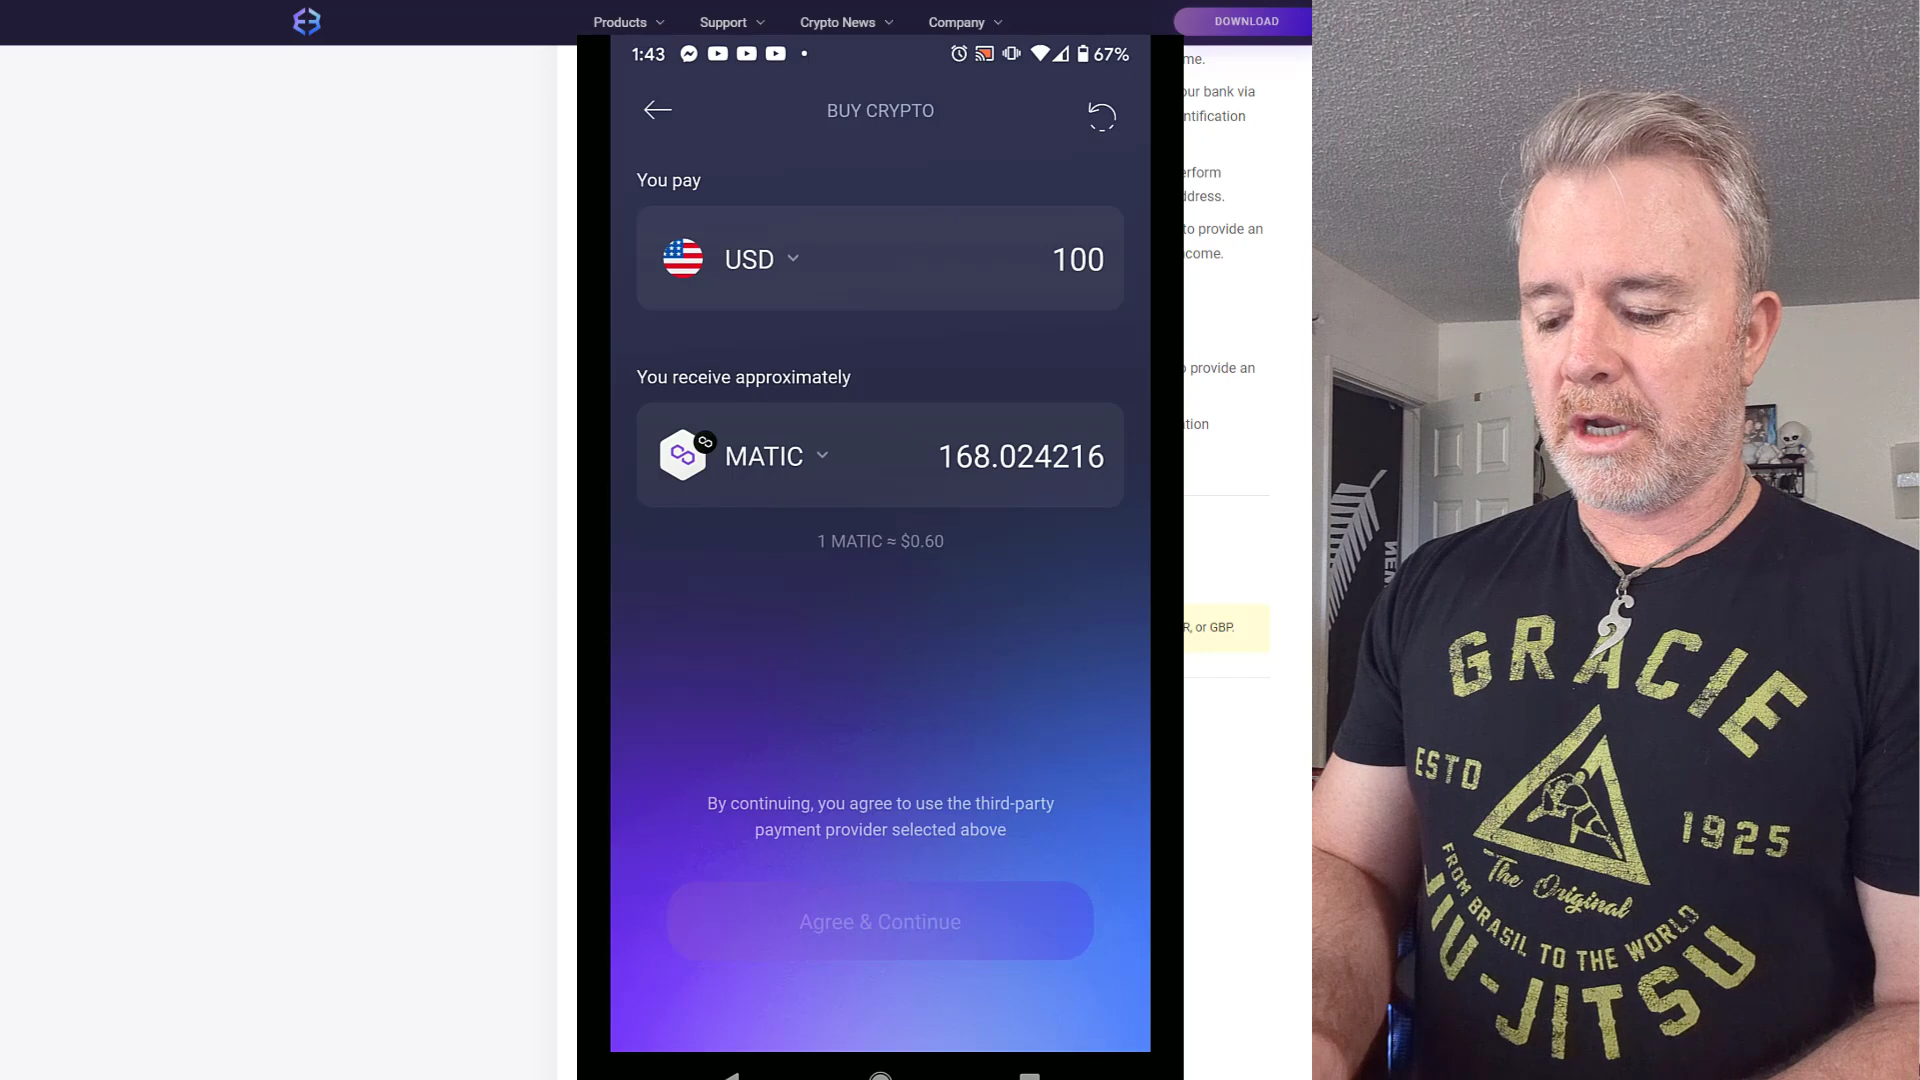 Products Support Crypto News Company DOWNLOAD
1:43 67%
BUY CRYPTO
You pay
USD 100
You receive approximately
MATIC 168.024216
1 MATIC ≈ $0.60
By continuing, you agree to use the third-party
payment provider selected above
Agree & Continue
me.
our bank via
ntification
erform
ddress.
to provide an
come.
provide an
tion
R, or GBP.
GRACIE
ESTD 1925
The Original
FROM BRASIL TO THE WORLD
JIU-JITSU